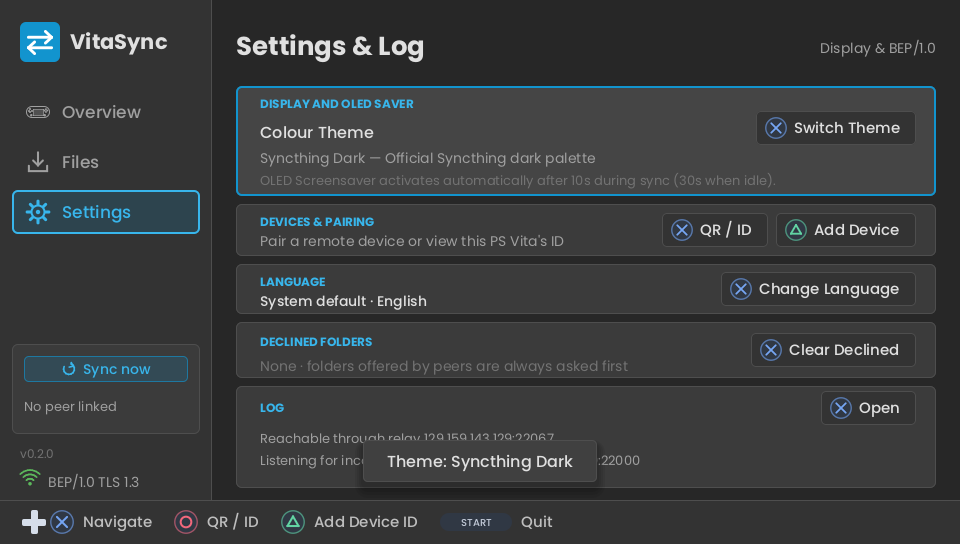 VitaSync
Overview
Files
Settings
Sync now
No peer linked
v0.2.0
BEP/1.0 TLS 1.3
Settings & Log
Display & BEP/1.0
DISPLAY AND OLED SAVER
Colour Theme
Switch Theme
Syncthing Dark — Official Syncthing dark palette
OLED Screensaver activates automatically after 10s during sync (30s when idle).
DEVICES & PAIRING
Pair a remote device or view this PS Vita's ID
QR / ID
Add Device
LANGUAGE
System default · English
Change Language
DECLINED FOLDERS
None · folders offered by peers are always asked first
Clear Declined
LOG
Open
Reachable through relay 129.159.143.129:22067
Listening for :22000
Theme: Syncthing Dark
Navigate
QR / ID
Add Device ID
START
Quit